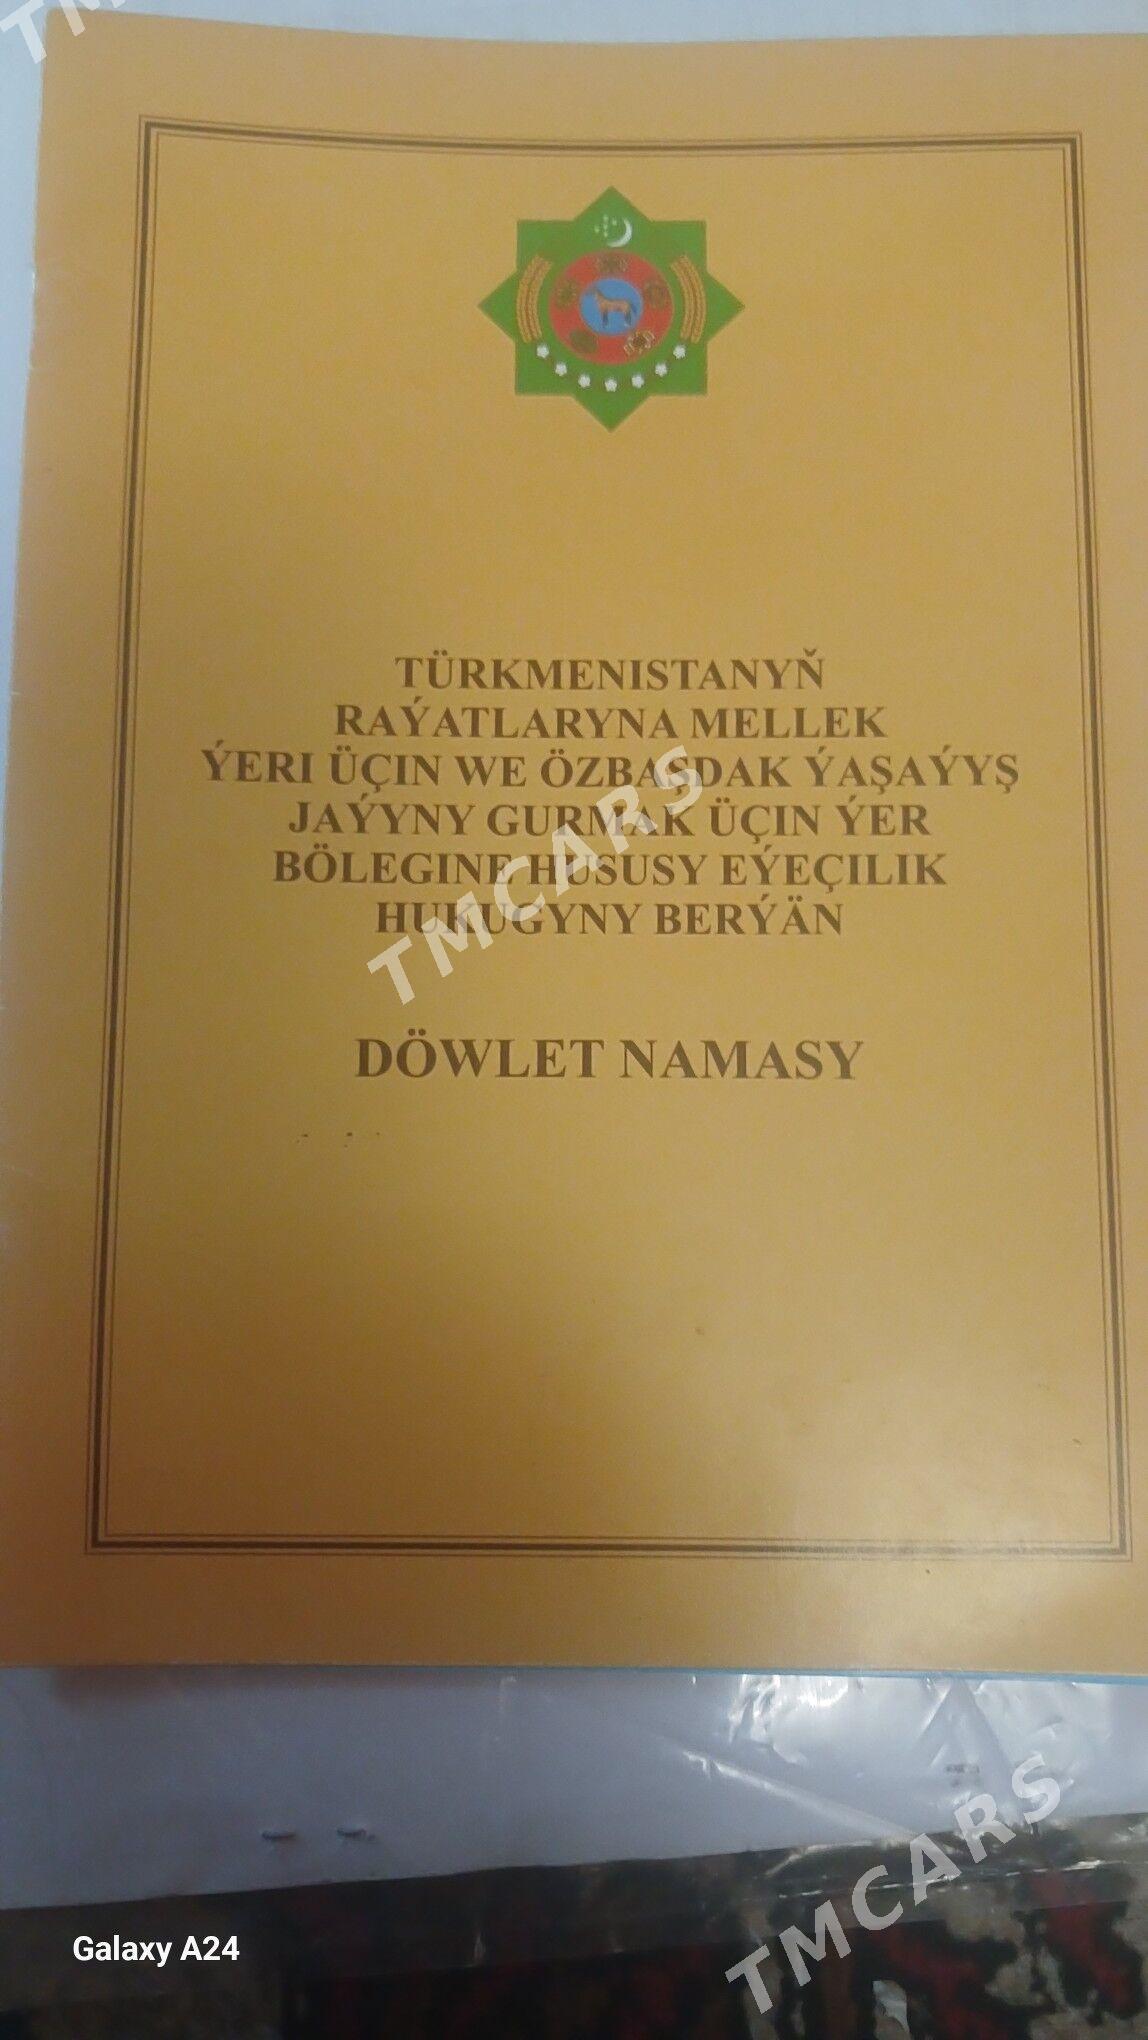 TM
TÜRKMENISTANYŇ
RAÝATLARYNA MELLEK
ÝERI ÜÇIN WE ÖZBAŞDAK ÝAŞAÝYŞ
JAÝYNY GURMAK ÜÇIN ÝER
BÖLEGINE HUSUSY EÝEÇILIK
HUKUGYNY BERÝÄN
TMCARS
DÖWLET NAMASY
TMCARS
Galaxy A24